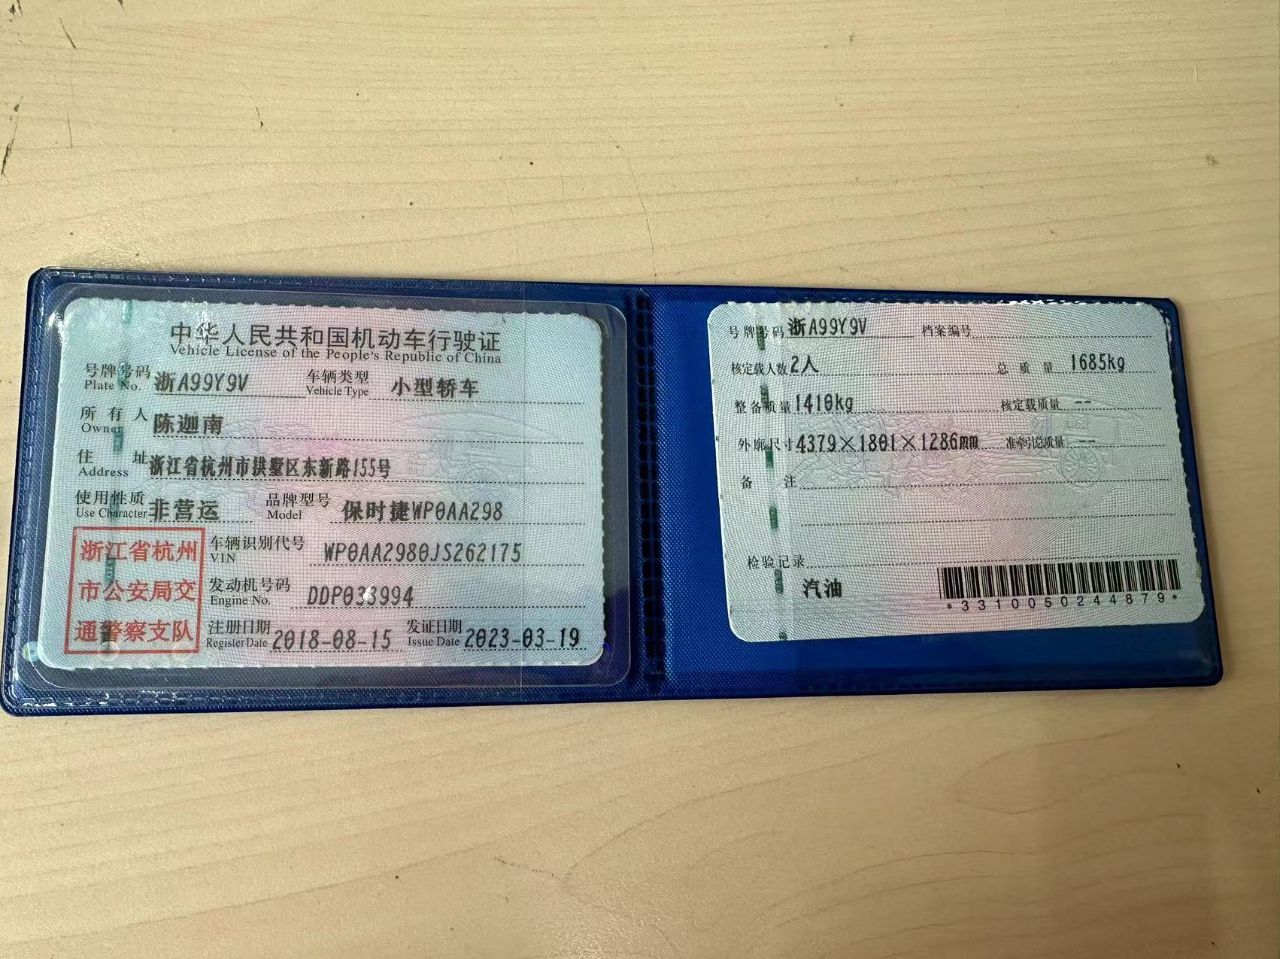 中华人民共和国机动车行驶证
Vehicle License of the People's Republic of China
号牌号码 浙A99Y9V 车辆类型 小型轿车
Plate No. Vehicle Type
所有人 陈迦南
Owner
住址 浙江省杭州市拱墅区东新路155号
Address
使用性质 非营运 品牌型号 保时捷WP0AA298
Use Character Model
浙江省杭州
市公安局交
通警察支队
车辆识别代号 WP0AA2980JS262175
VIN
发动机号码 DDP033994
Engine No.
注册日期 2018-08-15 发证日期 2023-03-19
Register Date Issue Date
号牌号码 浙A99Y9V 档案编号
核定载人数 2人 总质量 1685kg
整备质量 1410kg 核定载质量 --
外廓尺寸 4379×1801×1286mm 准牵引总质量 --
备注
检验记录
汽油
*3310050244879*